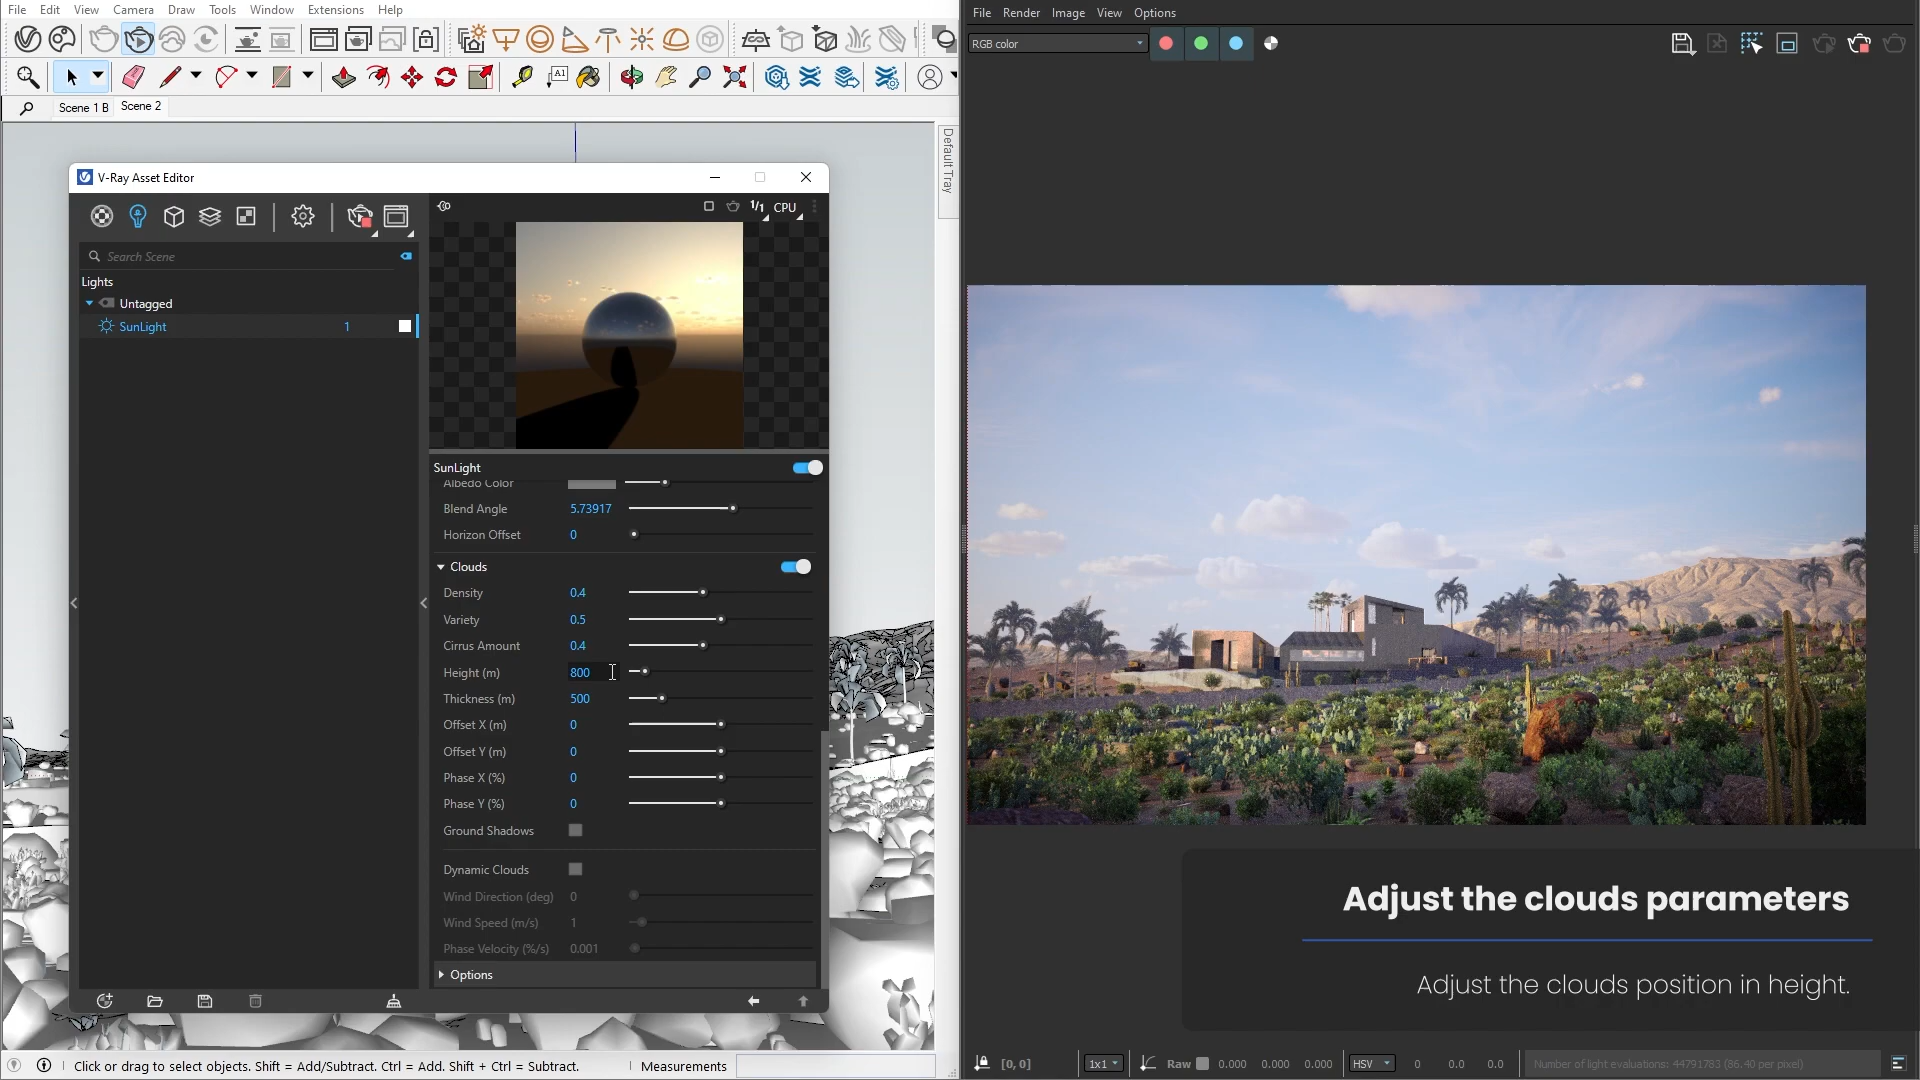 File Edit View Camera Draw Tools Window Extensions Help
A1
Scene 1 B Scene 2
Default Tray
V-Ray Asset Editor
1/1 CPU
Search Scene
Lights
Untagged
SunLight 1
SunLight
Albedo Color
Blend Angle 5.73917
Horizon Offset 0
Clouds
Density 0.4
Variety 0.5
Cirrus Amount 0.4
Height (m) 800
Thickness (m) 500
Offset X (m) 0
Offset Y (m) 0
Phase X (%) 0
Phase Y (%) 0
Ground Shadows
Dynamic Clouds
Wind Direction (deg) 0
Wind Speed (m/s) 1
Phase Velocity (%/s) 0.001
Options
Click or drag to select objects. Shift = Add/Subtract. Ctrl = Add. Shift + Ctrl = Subtract. Measurements
File Render Image View Options
RGB color
Adjust the clouds parameters
Adjust the clouds position in height.
[0, 0] 1x1 Raw 0.000 0.000 0.000 HSV 0 0.0 0.0 Number of light evaluations: 44791783 (86.40 per pixel)